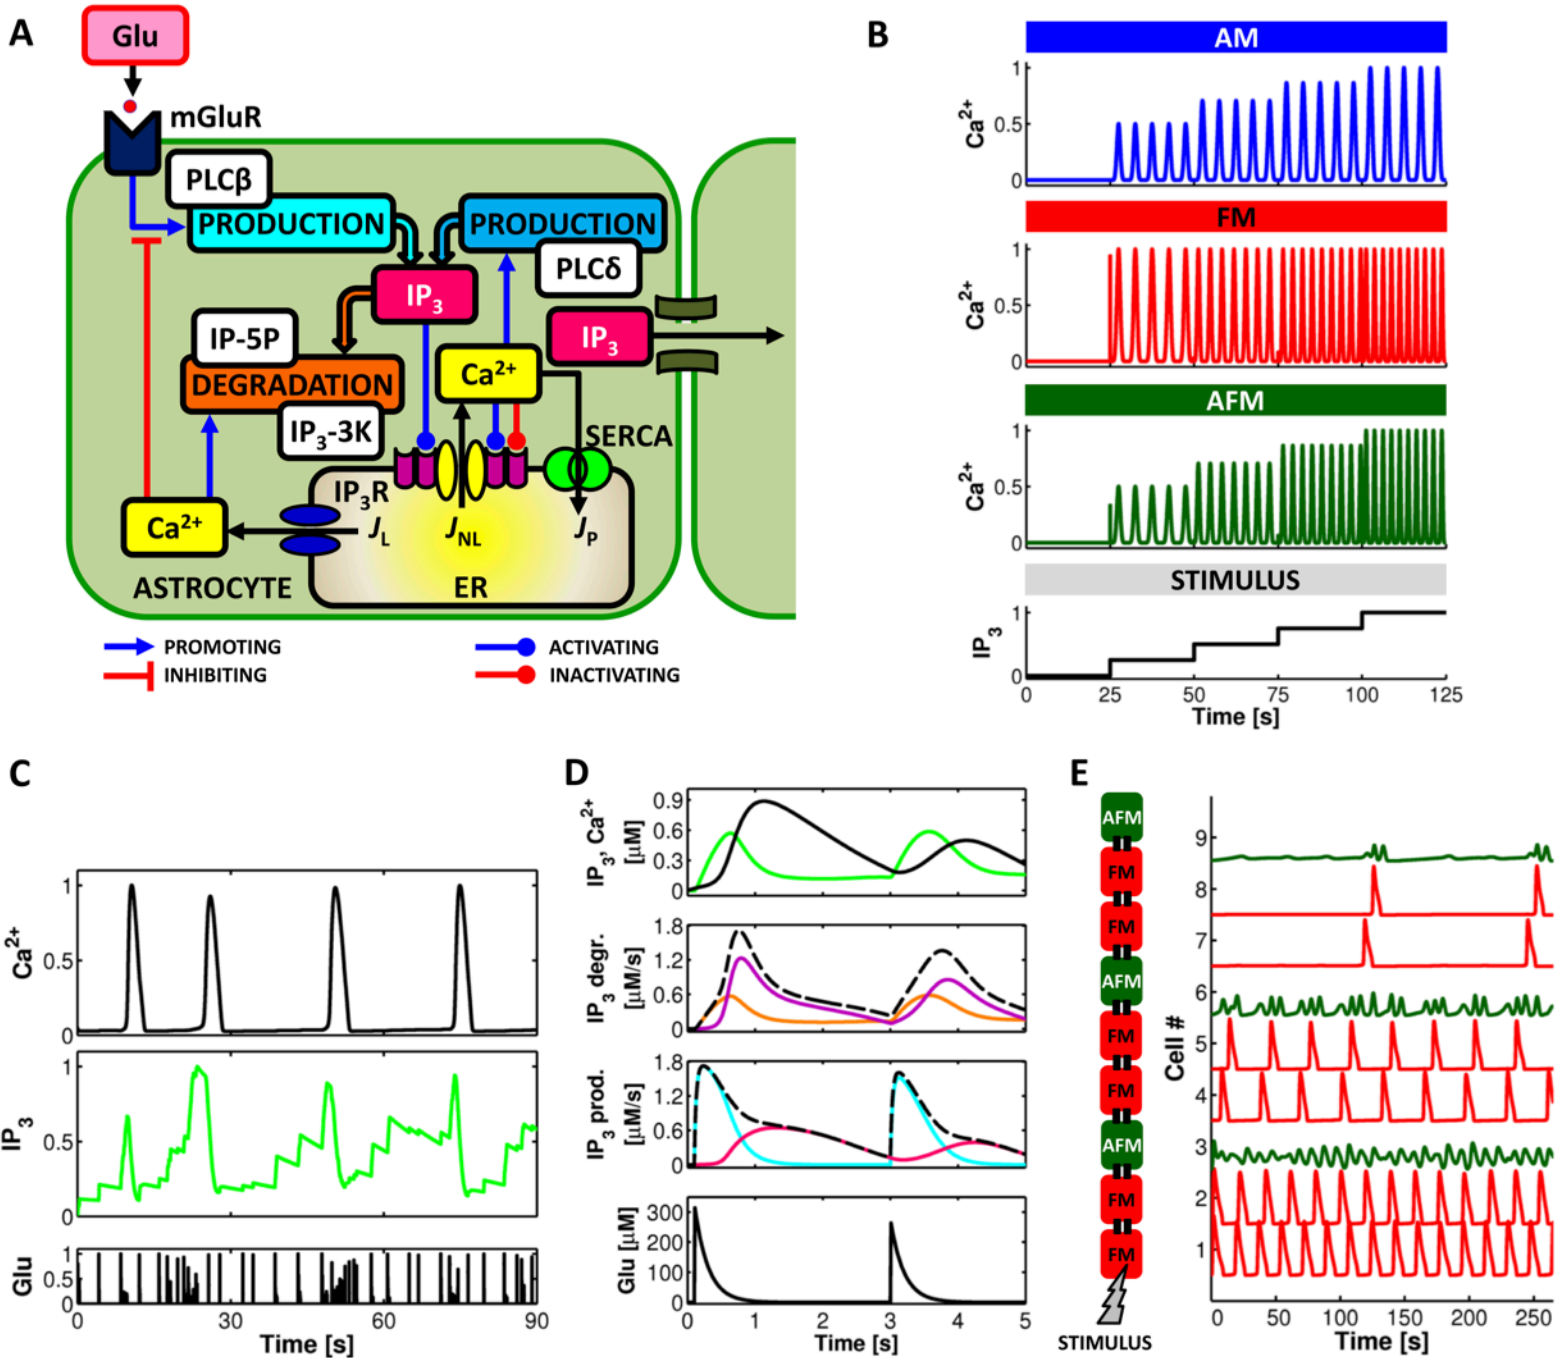 A
Glu
mGluR
PLCβ
PRODUCTION
PRODUCTION
PLCδ
IP3
IP3
IP-5P
DEGRADATION
IP3-3K
Ca2+
SERCA
IP3R
Ca2+
JL
JNL
JP
ASTROCYTE
ER
PROMOTING
ACTIVATING
INHIBITING
INACTIVATING
B
AM
Ca2+
1
0.5
0
FM
Ca2+
1
0.5
0
AFM
Ca2+
1
0.5
0
STIMULUS
IP3
1
0.5
0
0 25 50 75 100 125
Time [s]
C
Ca2+
1
0.5
0
IP3
1
0.5
0
Glu
1
0.5
0
0 30 60 90
Time [s]
D
IP3, Ca2+
[μM]
0.9
0.6
0.3
0
IP3 degr.
[μM/s]
1.8
1.2
0.6
0
IP3 prod.
[μM/s]
1.8
1.2
0.6
0
Glu [μM]
300
200
100
0
0 1 2 3 4 5
Time [s]
E
AFM
FM
FM
AFM
FM
FM
AFM
FM
FM
STIMULUS
Cell #
9
8
7
6
5
4
3
2
1
0 50 100 150 200 250
Time [s]